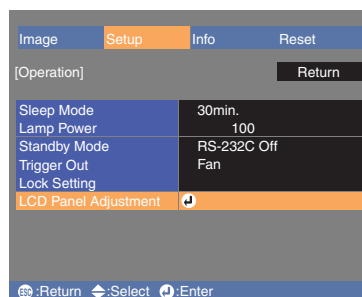 Image Setup Info Reset
[Operation] Return
Sleep Mode 30min.
Lamp Power 100
Standby Mode RS-232C Off
Trigger Out Fan
Lock Setting
LCD Panel Adjustment
ESC :Return :Select :Enter